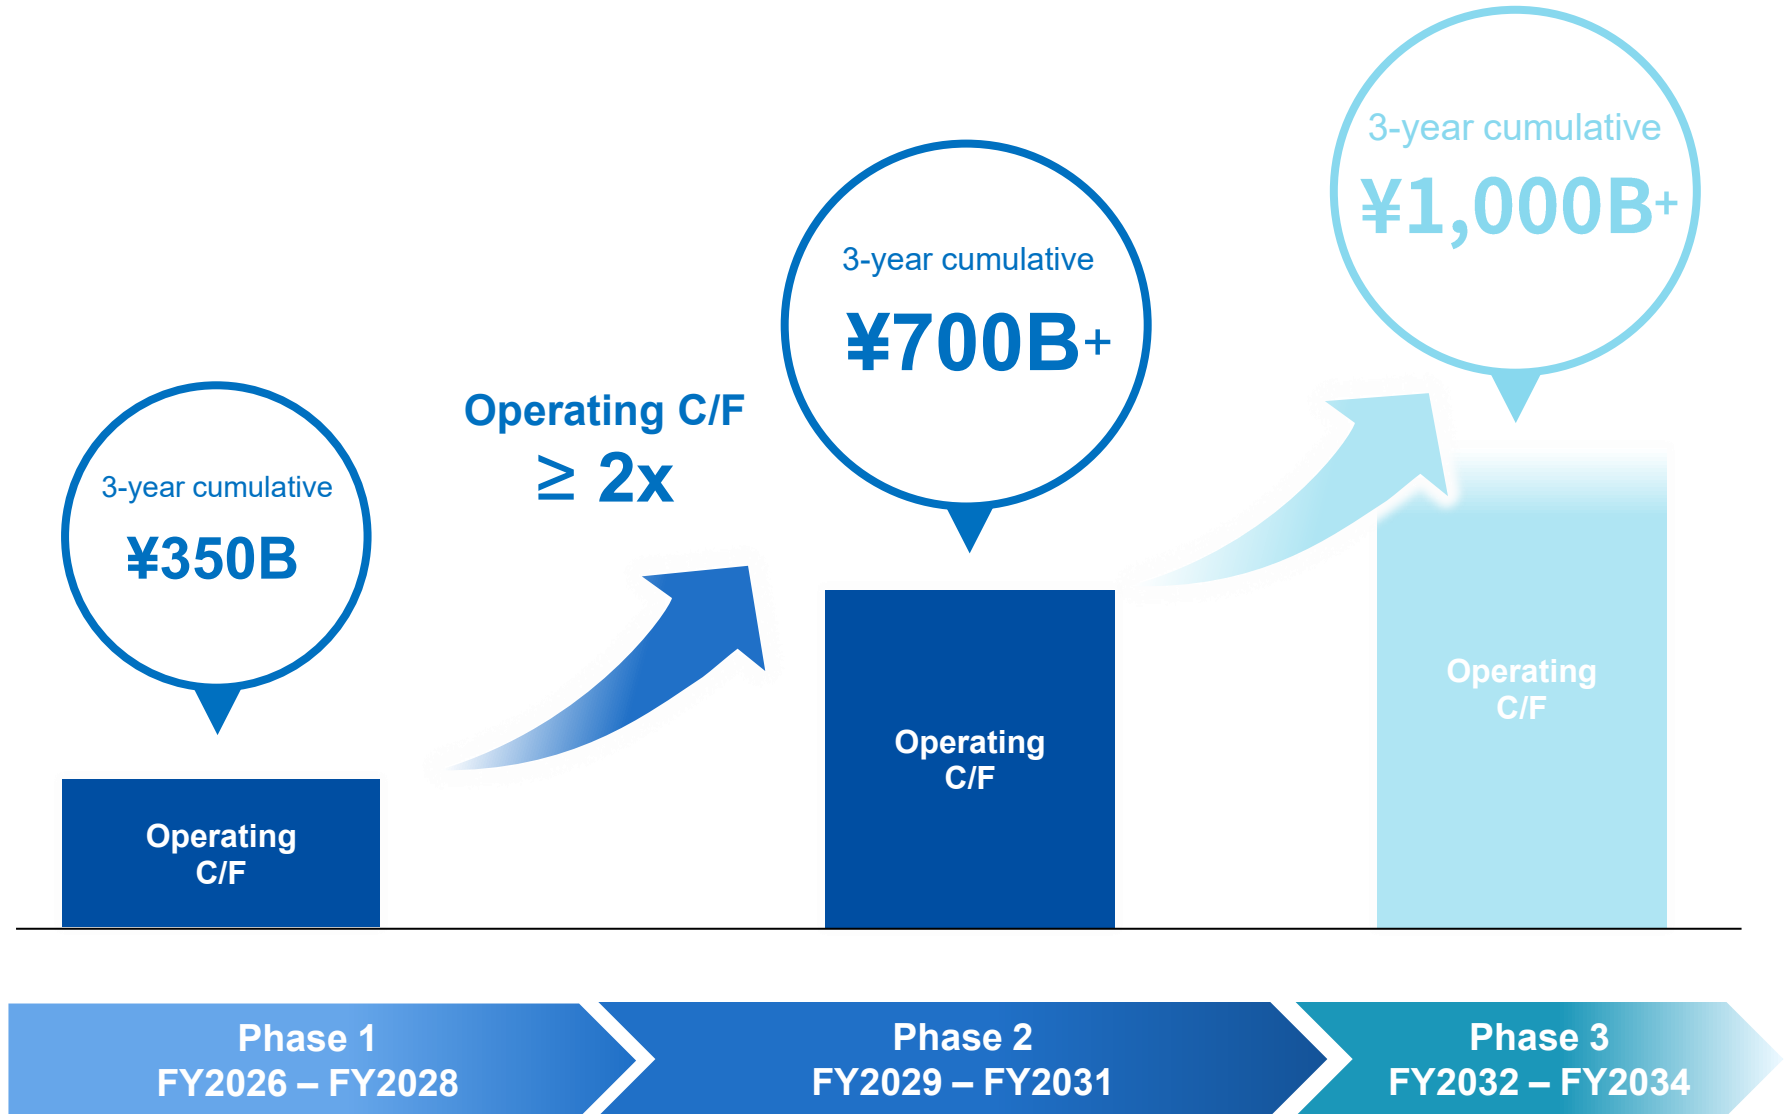 3-year cumulative
¥350B
Operating
C/F
Operating C/F
≥ 2x
3-year cumulative
¥700B+
Operating
C/F
3-year cumulative
¥1,000B+
Operating
C/F
Phase 1
FY2026 – FY2028
Phase 2
FY2029 – FY2031
Phase 3
FY2032 – FY2034